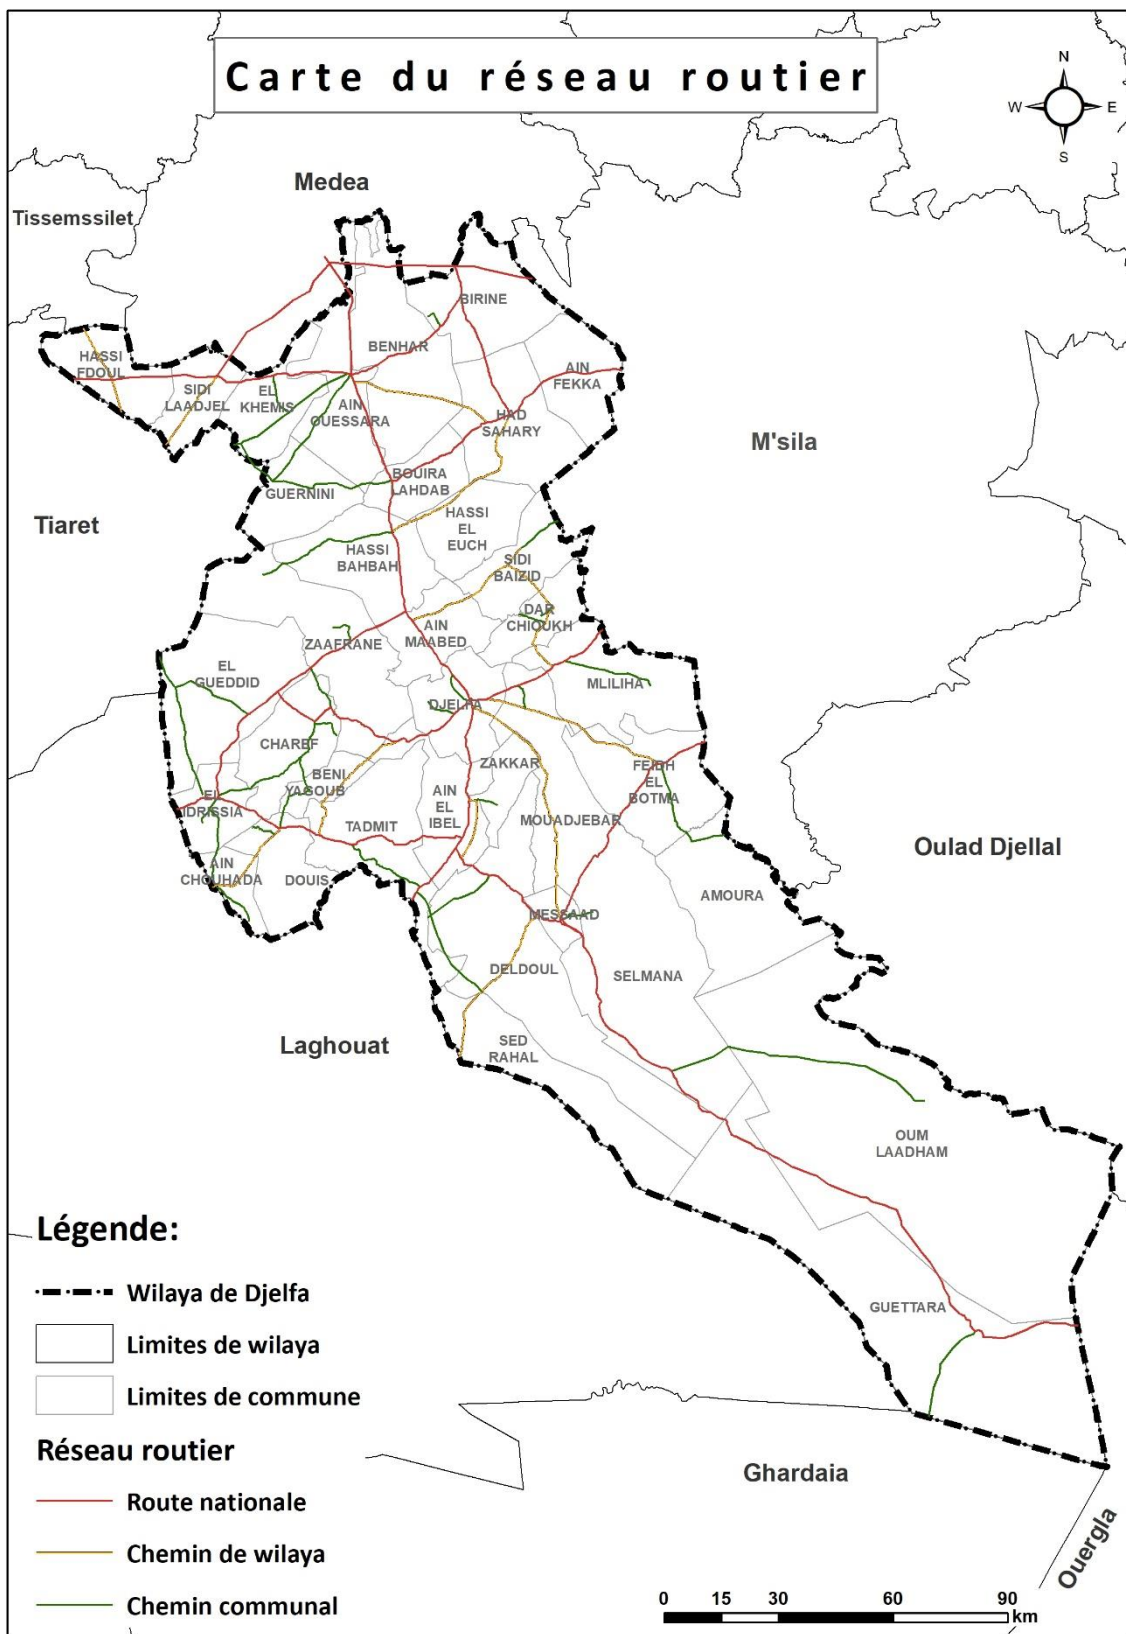 Carte du réseau routier
N
W
E
S
Medea
Tissemssilet
BIRINE
BENHAR
HASSI
FDOUL
AIN
FEKKA
SIDI
LAADJEL
EL
KHEMIS
AIN
OUESSARA
HAD
SAHARY
M'sila
BOUIRA
LAHDAB
GUERNINI
Tiaret
HASSI
EL
EUCH
HASSI
BAHBAH
SIDI
BAIZID
DAR
CHIOUKH
AIN
MAABED
ZAAFRANE
EL
GUEDDID
MLILIHA
DJELFA
CHAREF
ZAKKAR
FEIDH
EL
BOTMA
BENI
YAGOUB
AIN
EL
IBEL
EL
IDRISSIA
TADMIT
MOUADJEBAR
Oulad Djellal
AIN
CHOUHADA
DOUIS
AMOURA
MESSAAD
DELDOUL
SELMANA
Laghouat
SED
RAHAL
OUM
LAADHAM
GUETTARA
Légende:
Wilaya de Djelfa
Limites de wilaya
Limites de commune
Réseau routier
Route nationale
Chemin de wilaya
Chemin communal
Ghardaia
Ouergla
0 15 30 60 90
km